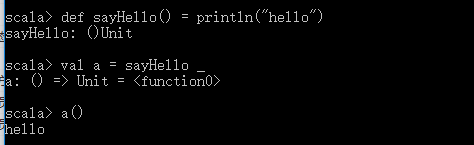 scala> def sayHello() = println("hello")
sayHello: ()Unit
scala> val a = sayHello _
a: () => Unit = <function0>
scala> a()
hello